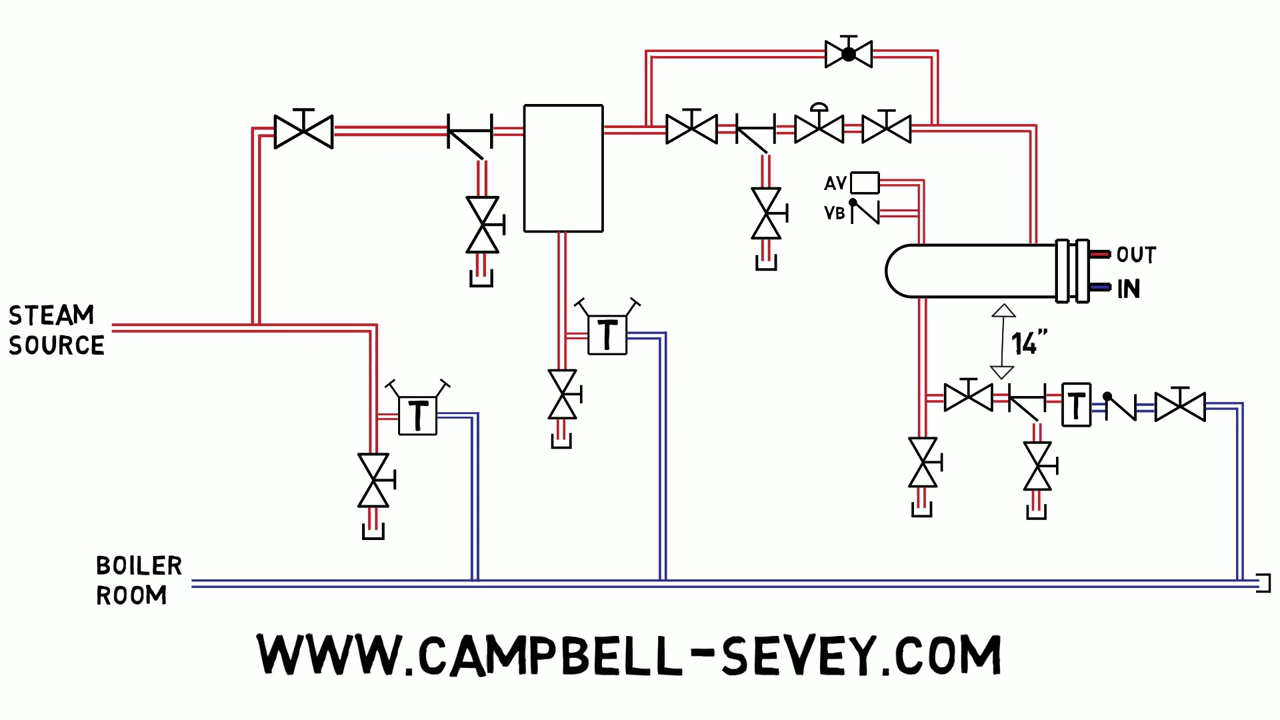 AV
VB
OUT
IN
STEAM
SOURCE
T
14"
T
T
BOILER
ROOM
WWW.CAMPBELL-SEVEY.COM